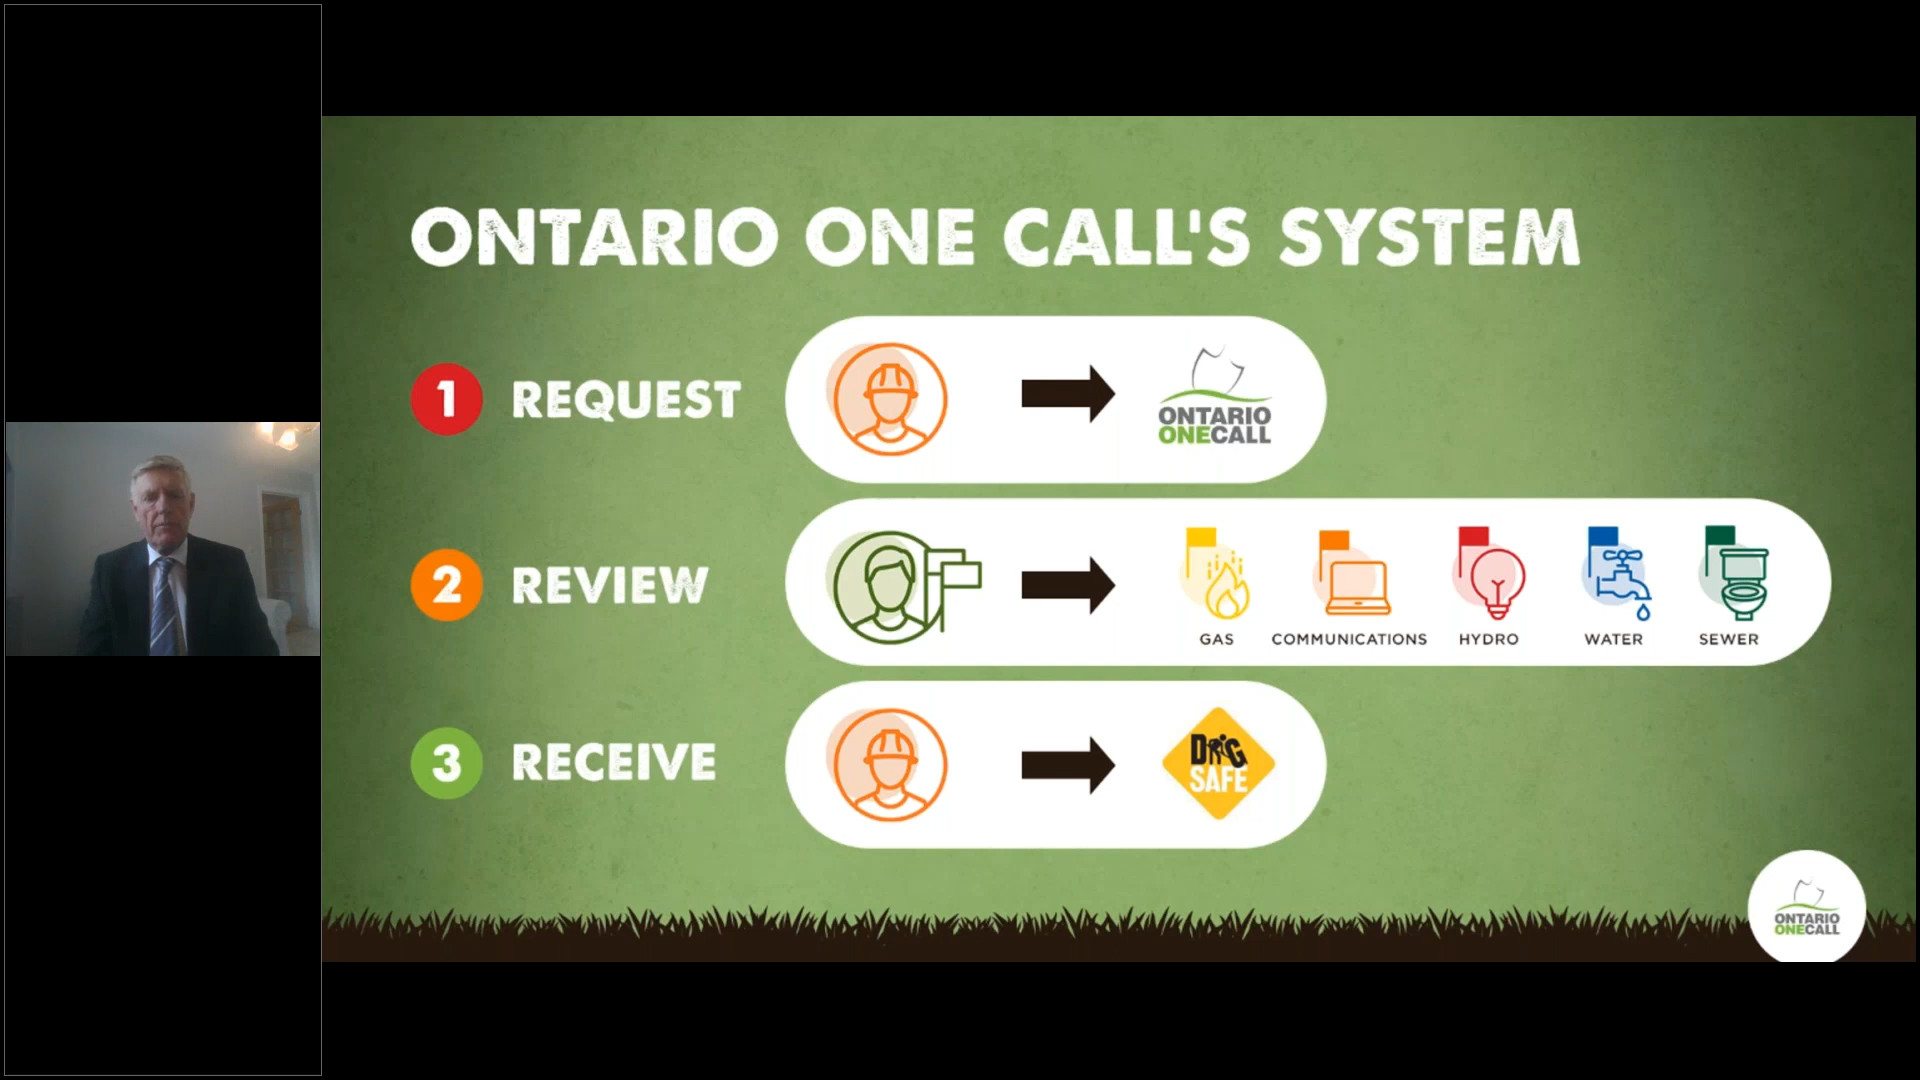 ONTARIO ONE CALL'S SYSTEM
1 REQUEST
ONTARIO
ONECALL
2 REVIEW
GAS COMMUNICATIONS HYDRO WATER SEWER
3 RECEIVE
DIG
SAFE
ONTARIO
ONECALL